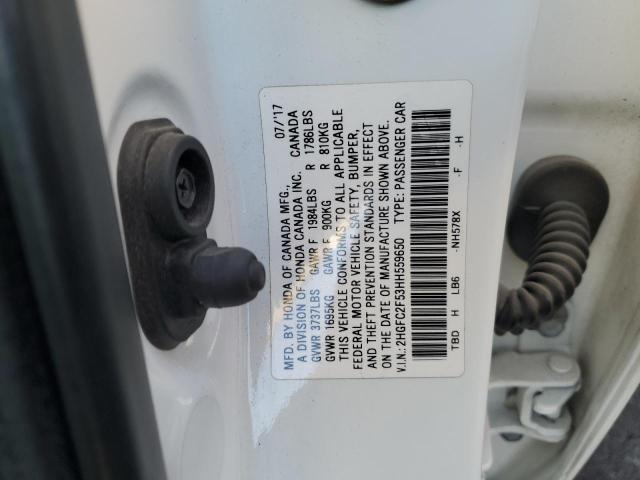 MFD. BY HONDA OF CANADA MFG., 07/'17
A DIVISION OF HONDA CANADA INC. CANADA
GVWR 3737LBS GAWR F 1984LBS R 1786LBS
GVWR 1695KG GAWR F 900KG R 810KG
THIS VEHICLE CONFORMS TO ALL APPLICABLE
FEDERAL MOTOR VEHICLE SAFETY, BUMPER,
AND THEFT PREVENTION STANDARDS IN EFFECT
ON THE DATE OF MANUFACTURE SHOWN ABOVE.
V.I.N.: 2HGFC2F53HH559650 TYPE: PASSENGER CAR
TBD H LB6 -NH578X -F -H